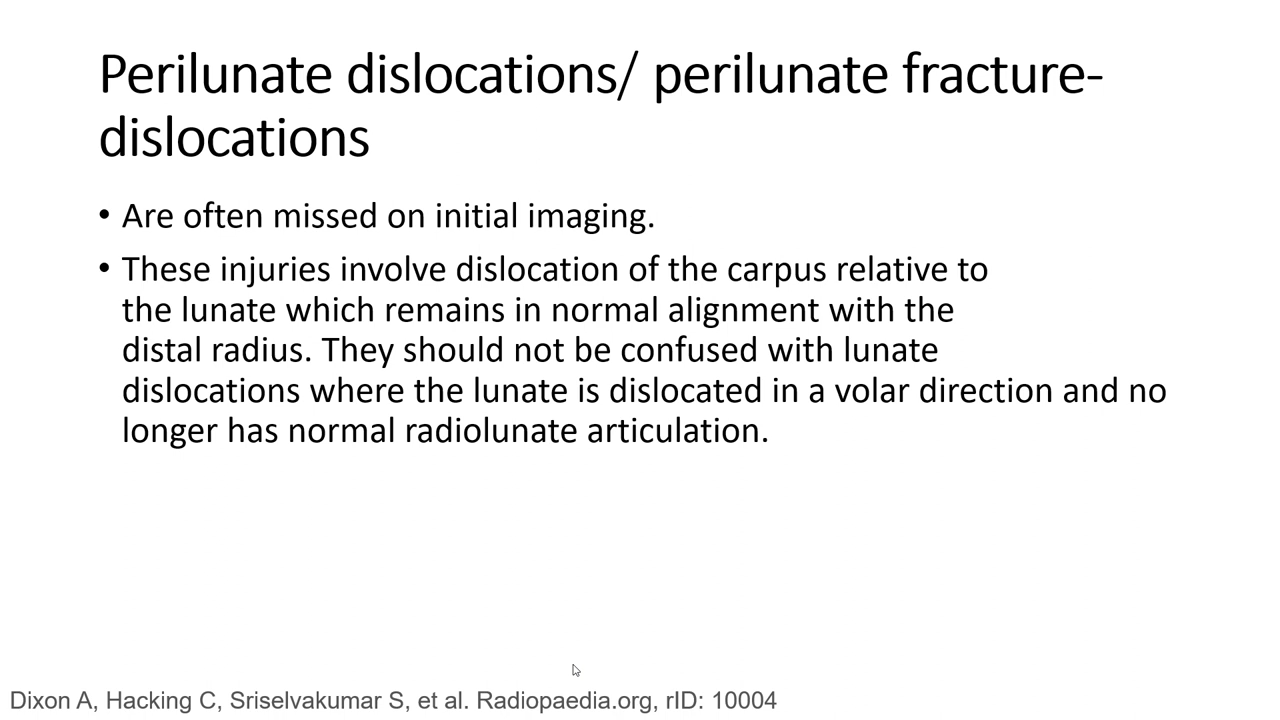 Perilunate dislocations/ perilunate fracture-
dislocations
• Are often missed on initial imaging.
• These injuries involve dislocation of the carpus relative to
the lunate which remains in normal alignment with the
distal radius. They should not be confused with lunate
dislocations where the lunate is dislocated in a volar direction and no
longer has normal radiolunate articulation.
Dixon A, Hacking C, Sriselvakumar S, et al. Radiopaedia.org, rID: 10004